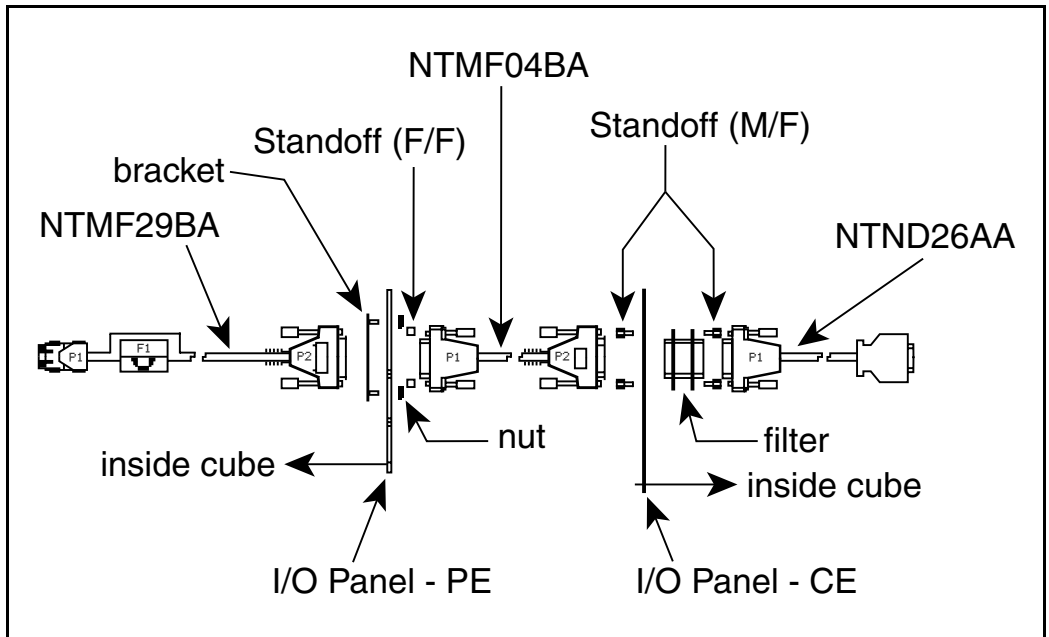 NTMF04BA
Standoff (F/F)
Standoff (M/F)
bracket
NTMF29BA
NTND26AA
P1
F1
P2
P1
P2
P1
nut
filter
inside cube
inside cube
I/O Panel - PE
I/O Panel - CE